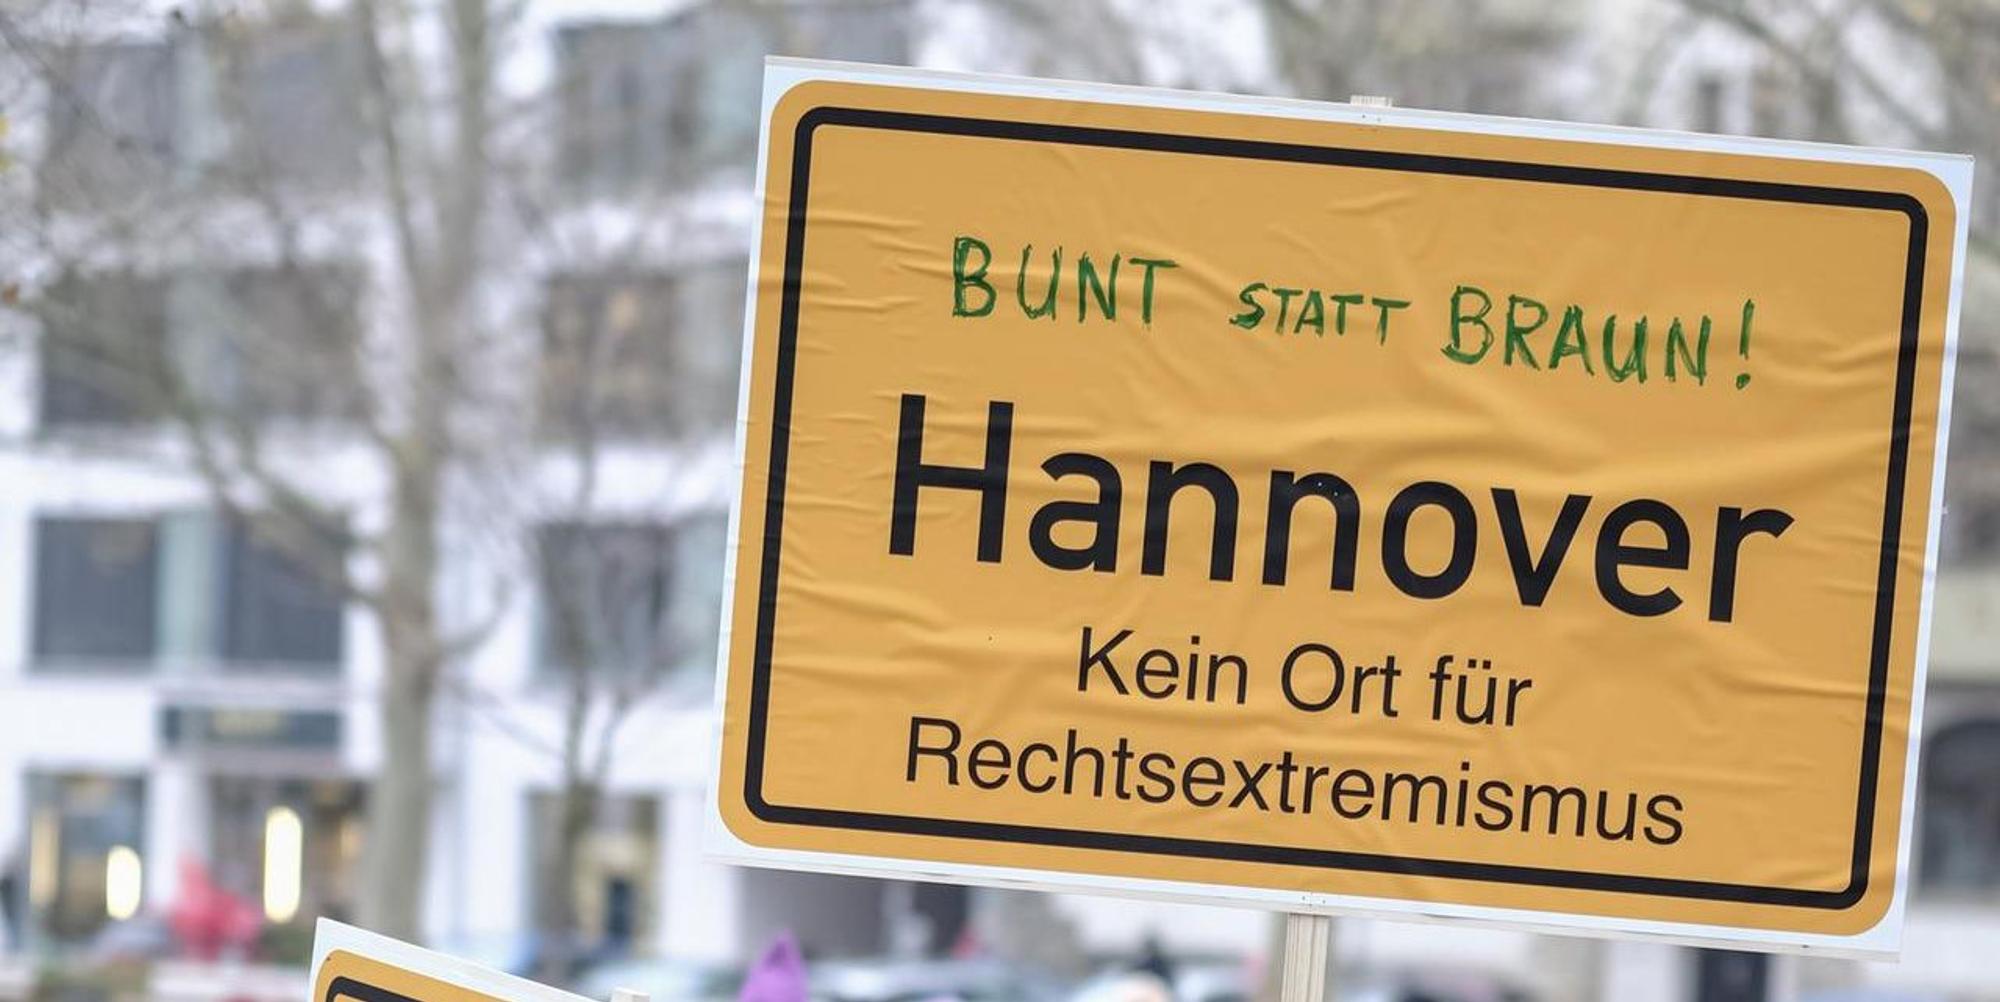 BUNT STATT BRAUN!
Hannover
Kein Ort für
Rechtsextremismus